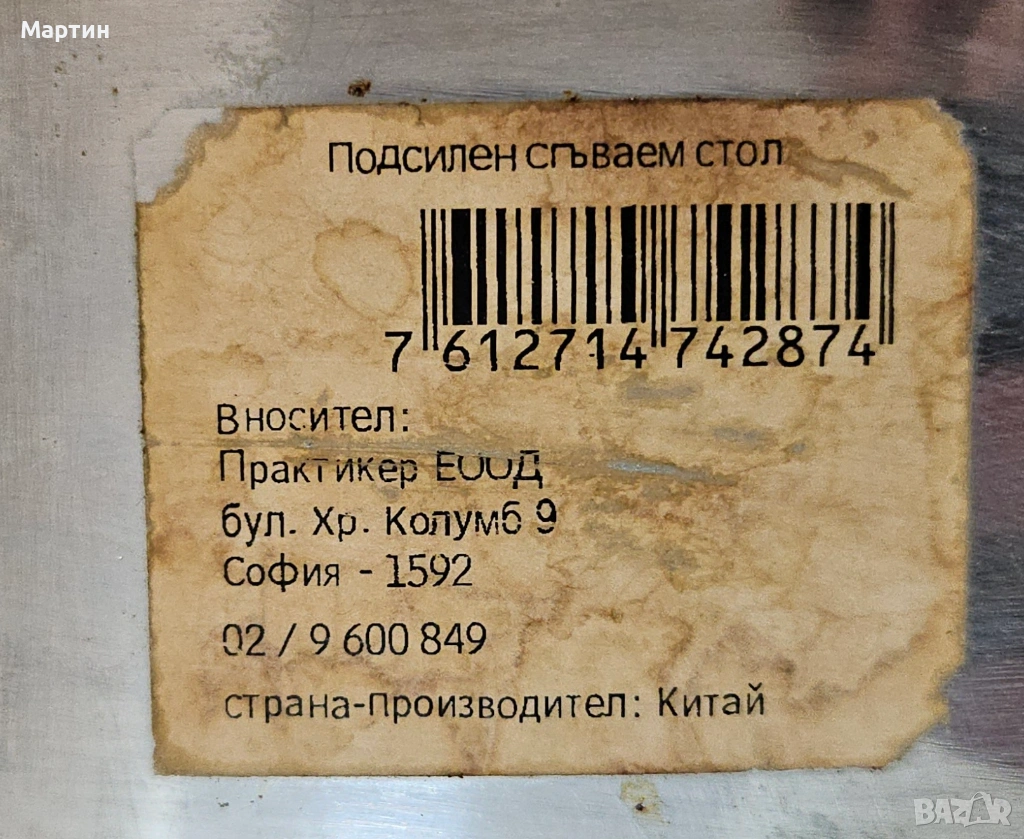 Мартин
Подсилен сгъваем стол
7 612714 742874
Вносител:
Практикер ЕООД
бул. Хр. Колумб 9
София - 1592
02 / 9 600 849
страна-производител: Китай
BAZAR